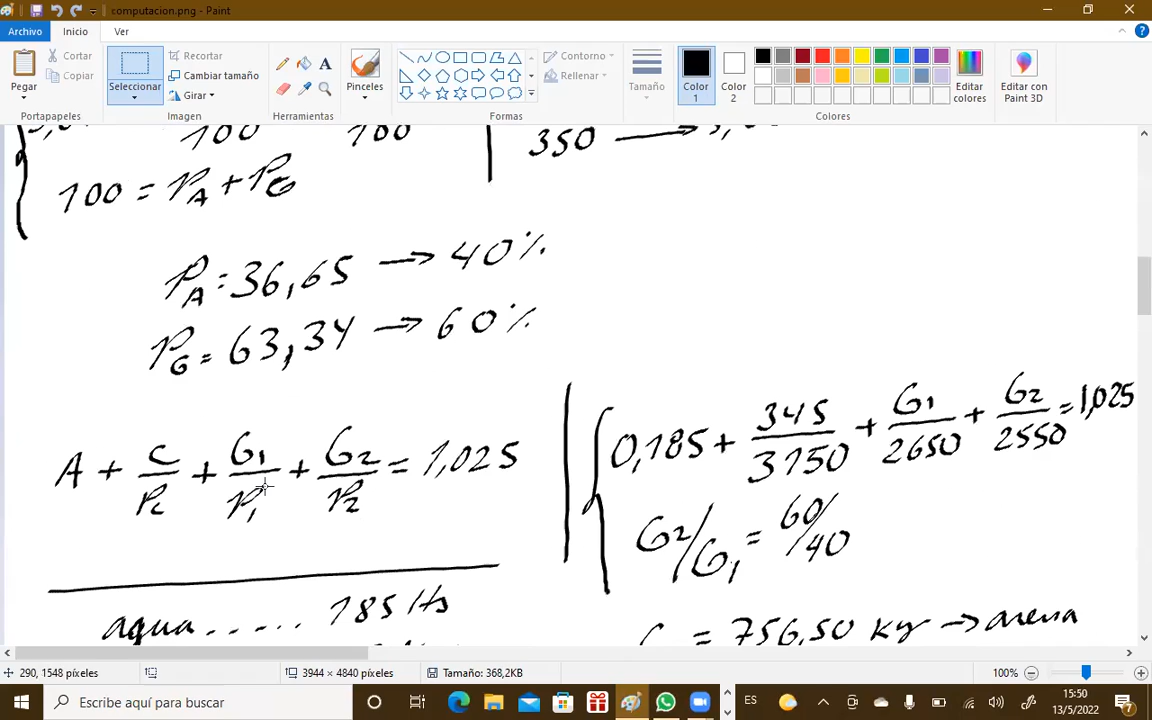 computacion.png - Paint
Archivo Inicio Ver
Pegar
Cortar
Copiar
Portapapeles
Seleccionar
Recortar
Cambiar tamaño
Girar
Imagen
A
Herramientas
Pinceles
Contorno
Rellenar
Formas
Tamaño
Color 1
Color 2
Editar colores
Colores
Editar con Paint 3D
100 100
350 →
100 = PA + PG
PA = 36,65 → 40%
PG = 63,34 → 60%
A + C/Pc + G1/P1 + G2/P2 = 1,025
0,185 + 345/3150 + G1/2650 + G2/2550 = 1,025
G2/G1 = 60/40
agua ..... 185 lts
= 756,50 kg → arena
290, 1548 píxeles
3944 × 4840 píxeles
Tamaño: 368,2KB
100%
Escribe aquí para buscar
ES
15:50
13/5/2022
7